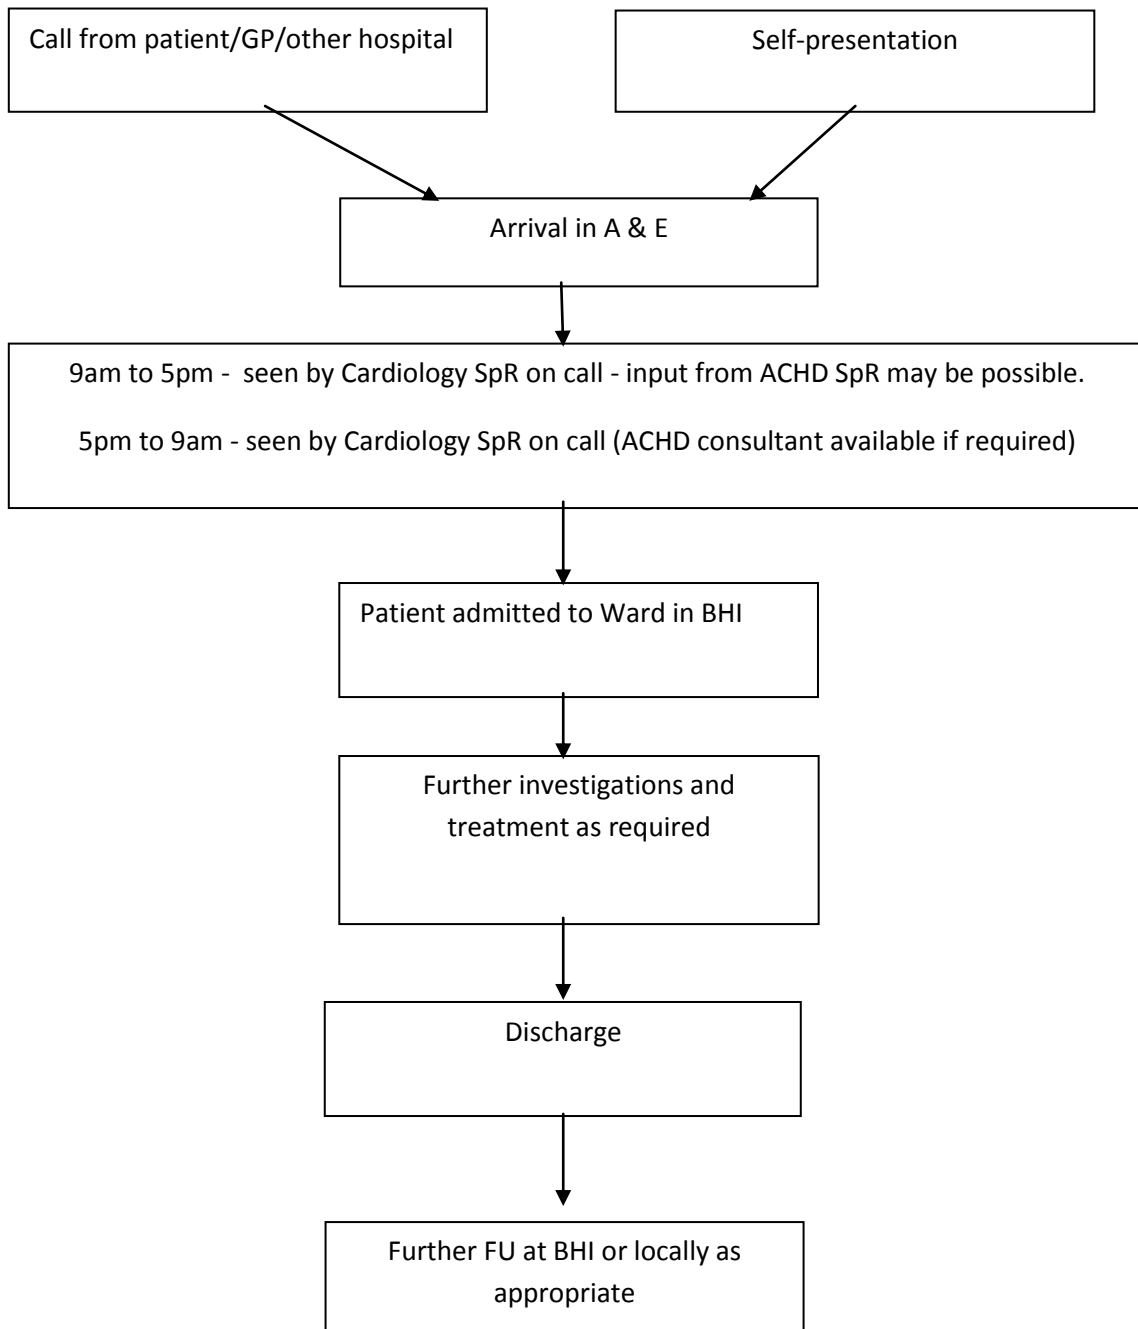 Call from patient/GP/other hospital
Self-presentation
Arrival in A & E
9am to 5pm -  seen by Cardiology SpR on call - input from ACHD SpR may be possible.
5pm to 9am - seen by Cardiology SpR on call (ACHD consultant available if required)
Patient admitted to Ward in BHI
Further investigations and
treatment as required
Discharge
Further FU at BHI or locally as
appropriate